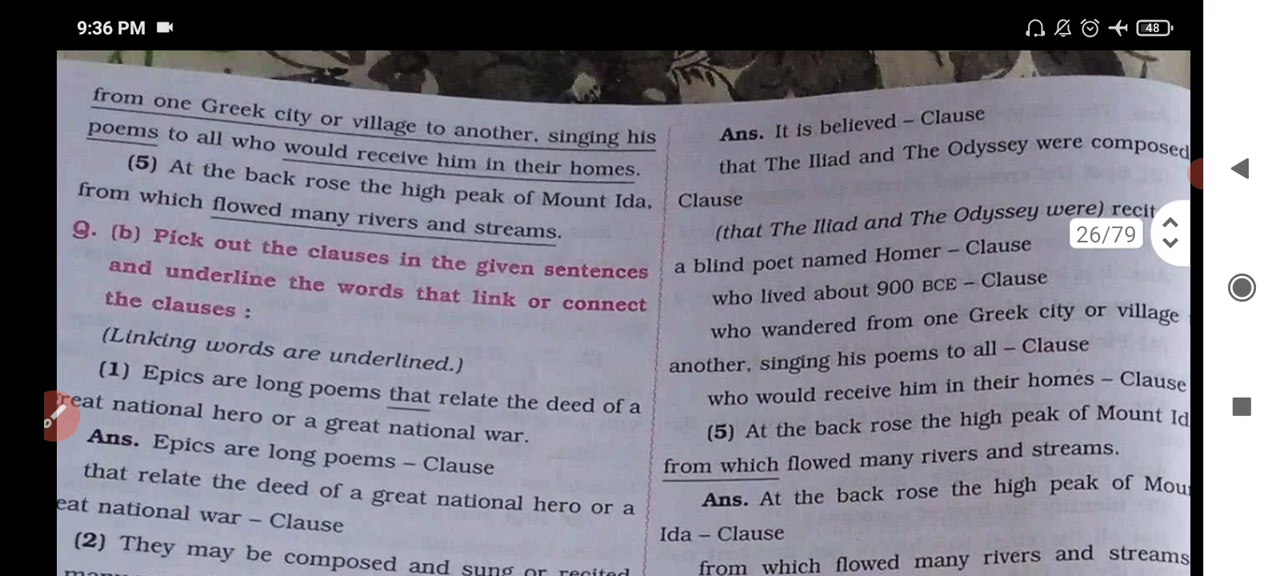 9:36 PM
48
from one Greek city or village to another, singing his
poems to all who would receive him in their homes.
(5) At the back rose the high peak of Mount Ida,
from which flowed many rivers and streams.
Q. (b) Pick out the clauses in the given sentences
and underline the words that link or connect
the clauses :
(Linking words are underlined.)
(1) Epics are long poems that relate the deed of a
reat national hero or a great national war.
Ans. Epics are long poems – Clause
that relate the deed of a great national hero or a
eat national war – Clause
(2) They may be composed and sung or recited
Ans. It is believed – Clause
that The Iliad and The Odyssey were composed
Clause
(that The Iliad and The Odyssey were) recit
a blind poet named Homer – Clause
who lived about 900 BCE – Clause
who wandered from one Greek city or village
another, singing his poems to all – Clause
who would receive him in their homes – Clause
(5) At the back rose the high peak of Mount Id
from which flowed many rivers and streams.
Ans. At the back rose the high peak of Mou
Ida – Clause
from which flowed many rivers and streams
26/79